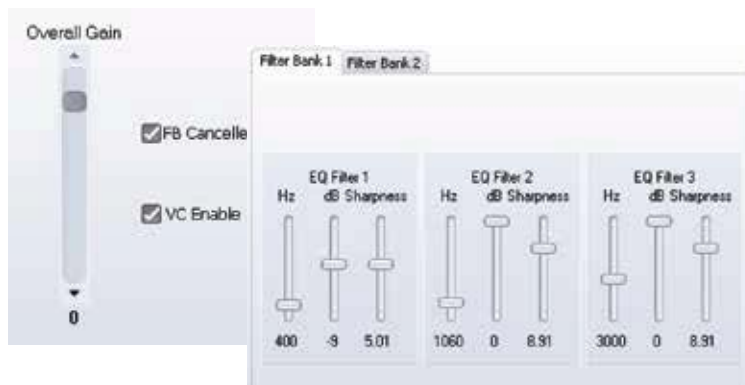 Overall Gain
FB Cancelle
VC Enable
0
Filter Bank 1 Filter Bank 2
EQ Filter 1
Hz dB Sharpness
400 -9 5.01
EQ Filter 2
Hz dB Sharpness
1060 0 8.91
EQ Filter 3
Hz dB Sharpness
3000 0 8.91